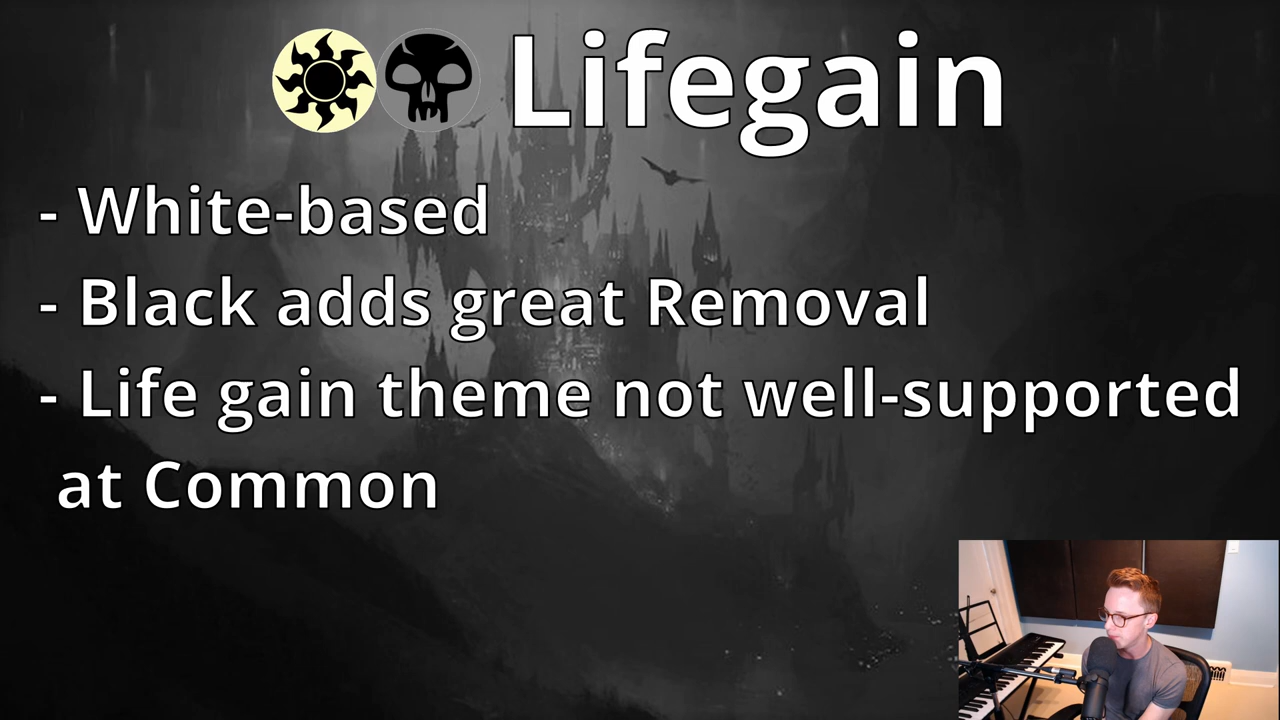 Lifegain
- White-based
- Black adds great Removal
- Life gain theme not well-supported
at Common